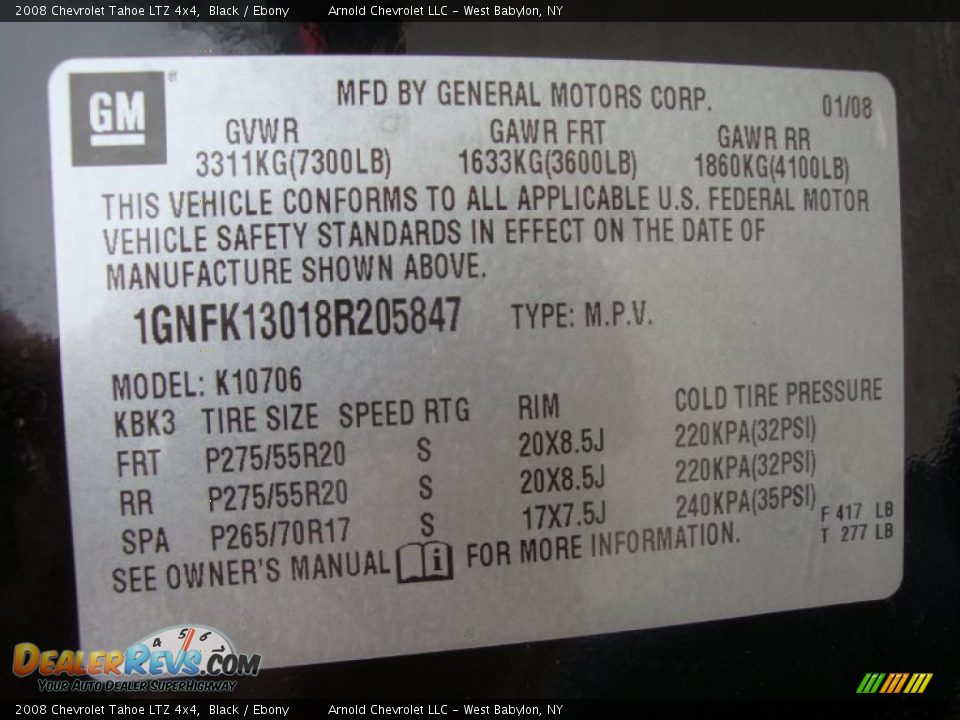 2008 Chevrolet Tahoe LTZ 4x4, Black / Ebony Arnold Chevrolet LLC - West Babylon, NY
GM ®
MFD BY GENERAL MOTORS CORP. 01/08
GVWR GAWR FRT GAWR RR
3311KG(7300LB) 1633KG(3600LB) 1860KG(4100LB)
THIS VEHICLE CONFORMS TO ALL APPLICABLE U.S. FEDERAL MOTOR
VEHICLE SAFETY STANDARDS IN EFFECT ON THE DATE OF
MANUFACTURE SHOWN ABOVE.
1GNFK13018R205847 TYPE: M.P.V.
MODEL: K10706
KBK3 TIRE SIZE SPEED RTG RIM COLD TIRE PRESSURE
FRT P275/55R20 S 20X8.5J 220KPA(32PSI)
RR P275/55R20 S 20X8.5J 220KPA(32PSI)
SPA P265/70R17 S 17X7.5J 240KPA(35PSI)
F 417 LB
T 277 LB
SEE OWNER'S MANUAL i FOR MORE INFORMATION.
4 5 6 7
DEALERREVS.COM
YOUR AUTO DEALER SUPERHIGHWAY
2008 Chevrolet Tahoe LTZ 4x4, Black / Ebony Arnold Chevrolet LLC - West Babylon, NY